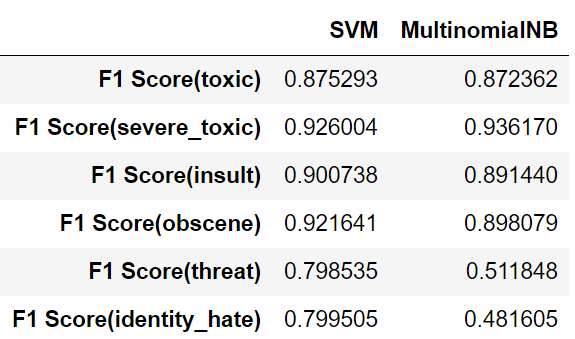 SVM MultinomialNB
F1 Score(toxic) 0.875293 0.872362
F1 Score(severe_toxic) 0.926004 0.936170
F1 Score(insult) 0.900738 0.891440
F1 Score(obscene) 0.921641 0.898079
F1 Score(threat) 0.798535 0.511848
F1 Score(identity_hate) 0.799505 0.481605